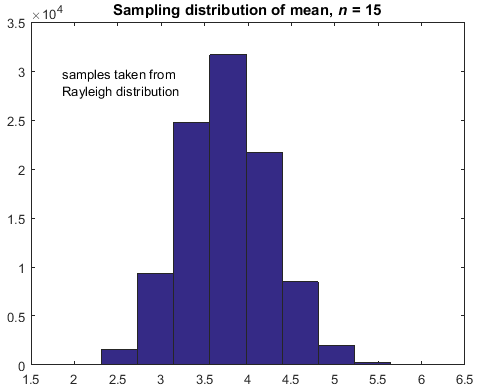 Sampling distribution of mean, n = 15
×10⁴
3.5
3
2.5
2
1.5
1
0.5
0
samples taken from
Rayleigh distribution
1.5 2 2.5 3 3.5 4 4.5 5 5.5 6 6.5